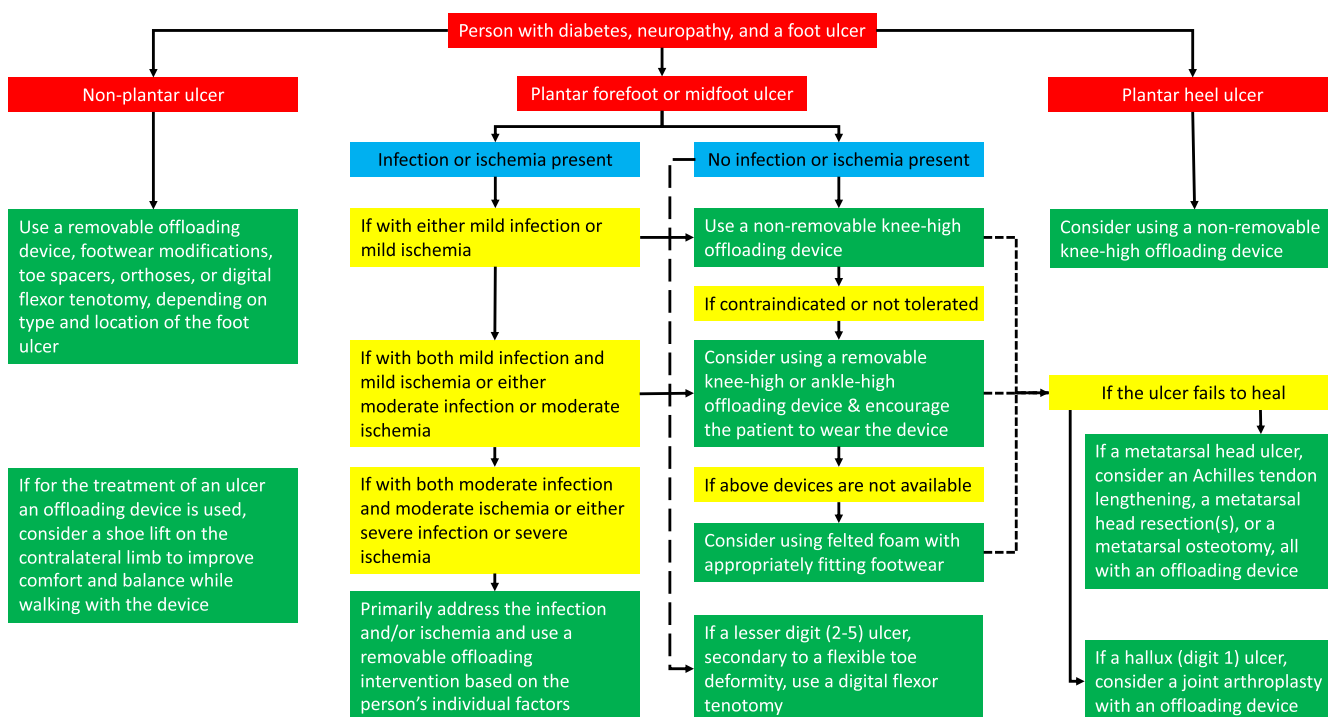 Person with diabetes, neuropathy, and a foot ulcer
Non-plantar ulcer
Plantar forefoot or midfoot ulcer
Plantar heel ulcer
Infection or ischemia present
No infection or ischemia present
Use a removable offloading
device, footwear modifications,
toe spacers, orthoses, or digital
flexor tenotomy, depending on
type and location of the foot
ulcer
If with either mild infection or
mild ischemia
Use a non-removable knee-high
offloading device
Consider using a non-removable
knee-high offloading device
If contraindicated or not tolerated
If with both mild infection and
mild ischemia or either
moderate infection or moderate
ischemia
Consider using a removable
knee-high or ankle-high
offloading device & encourage
the patient to wear the device
If the ulcer fails to heal
If for the treatment of an ulcer
an offloading device is used,
consider a shoe lift on the
contralateral limb to improve
comfort and balance while
walking with the device
If with both moderate infection
and moderate ischemia or either
severe infection or severe
ischemia
If above devices are not available
Consider using felted foam with
appropriately fitting footwear
If a metatarsal head ulcer,
consider an Achilles tendon
lengthening, a metatarsal
head resection(s), or a
metatarsal osteotomy, all
with an offloading device
Primarily address the infection
and/or ischemia and use a
removable offloading
intervention based on the
person's individual factors
If a lesser digit (2-5) ulcer,
secondary to a flexible toe
deformity, use a digital flexor
tenotomy
If a hallux (digit 1) ulcer,
consider a joint arthroplasty
with an offloading device